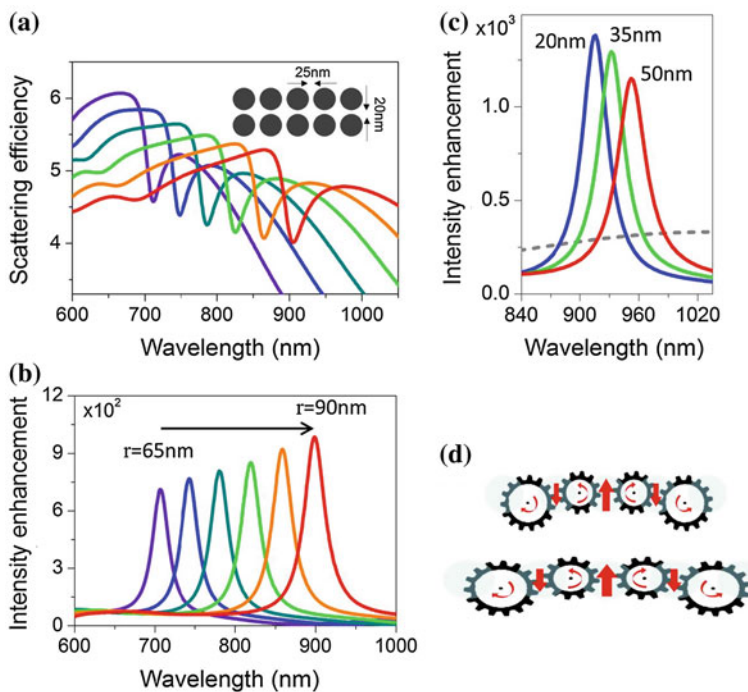 (a)
25nm
20nm
6
5
4
Scattering efficiency
600 700 800 900 1000
Wavelength (nm)
(b)
12
x10²
9
6
3
0
r=65nm
r=90nm
Intensity enhancement
600 700 800 900 1000
Wavelength (nm)
(c)
x10³
20nm
35nm
50nm
1.0
0.5
0.0
Intensity enhancement
840 900 960 1020
Wavelength (nm)
(d)